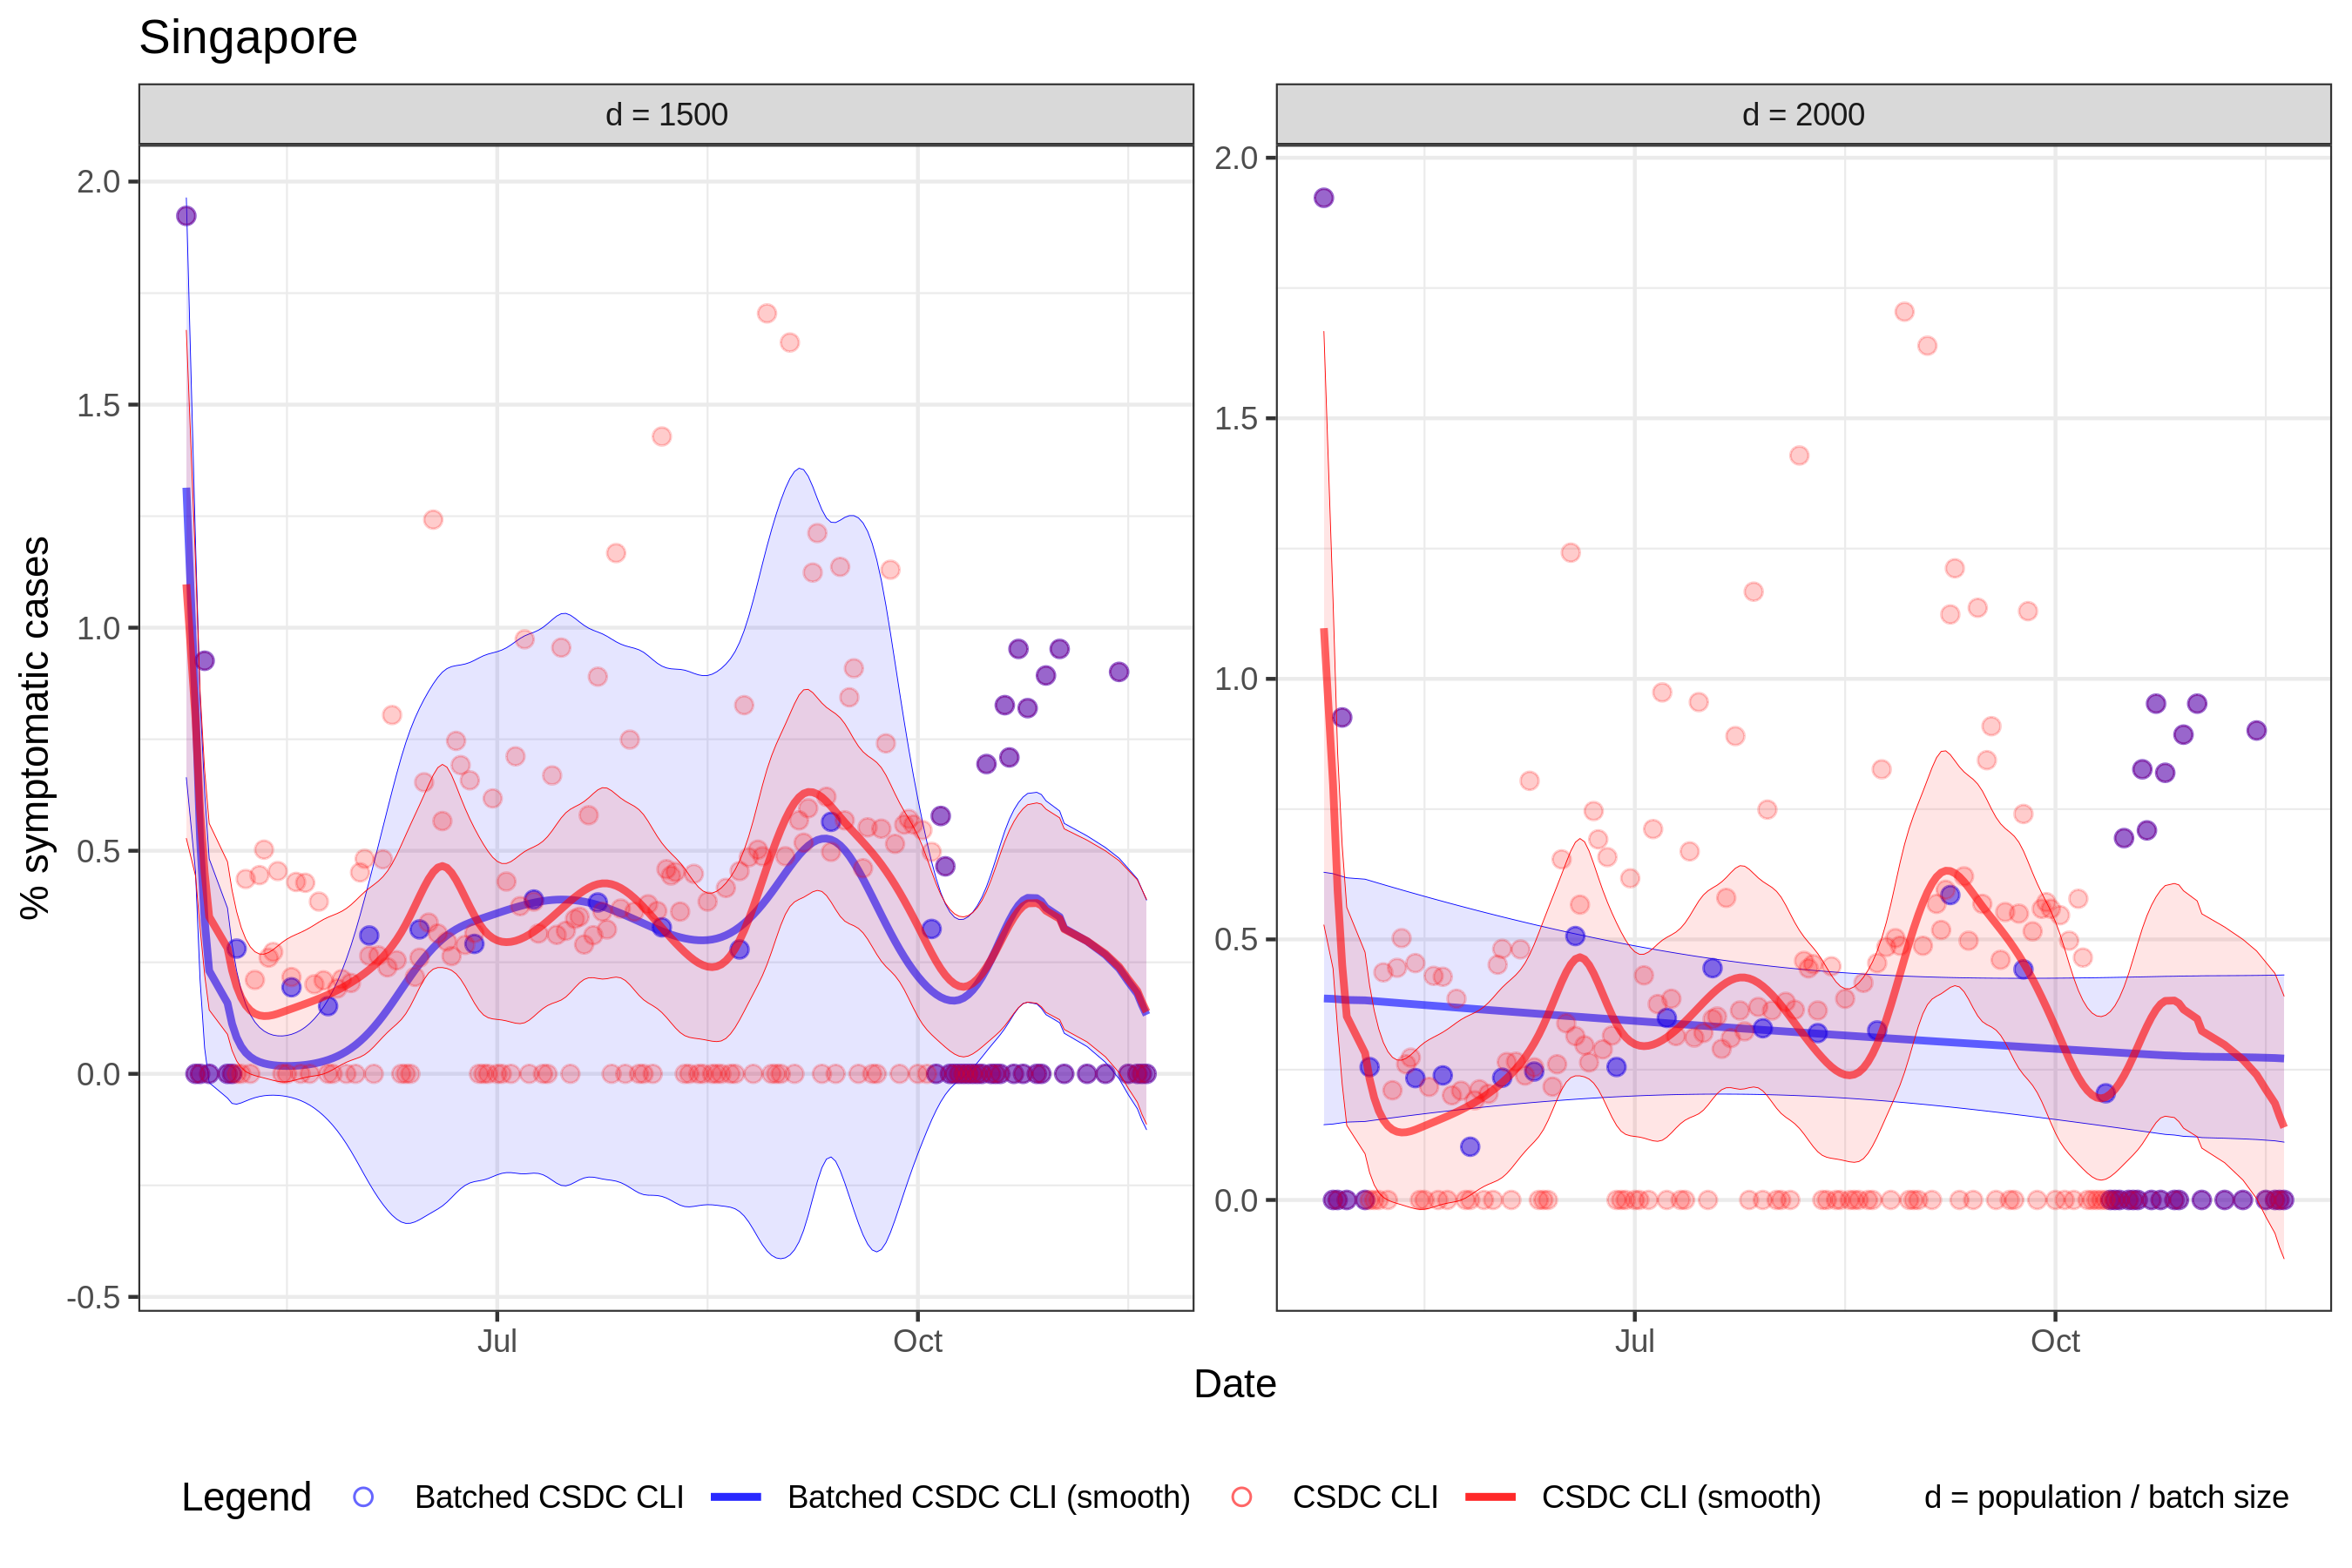 Singapore
d = 1500
d = 2000
% symptomatic cases
2.0
1.5
1.0
0.5
0.0
-0.5
2.0
1.5
1.0
0.5
0.0
Jul
Oct
Jul
Oct
Date
Legend
Batched CSDC CLI
Batched CSDC CLI (smooth)
CSDC CLI
CSDC CLI (smooth)
d = population / batch size